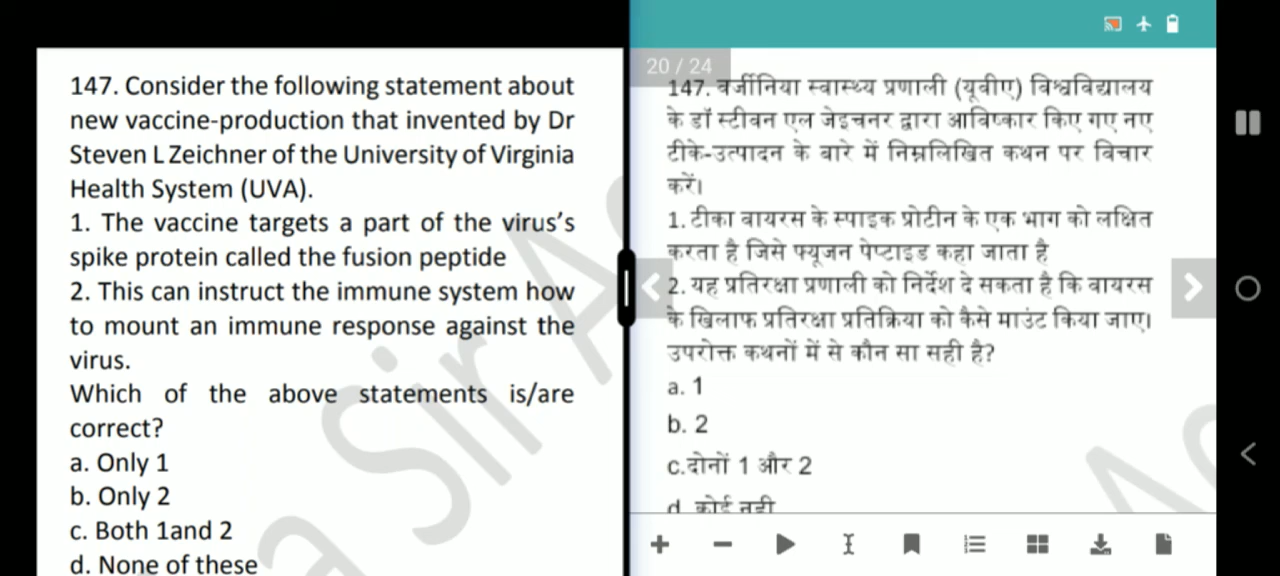 147. Consider the following statement about
new vaccine-production that invented by Dr
Steven L Zeichner of the University of Virginia
Health System (UVA).
1. The vaccine targets a part of the virus's
spike protein called the fusion peptide
2. This can instruct the immune system how
to mount an immune response against the
virus.
Which of the above statements is/are
correct?
a. Only 1
b. Only 2
c. Both 1and 2
d. None of these
Sir A
20 / 24
147. वर्जीनिया स्वास्थ्य प्रणाली (यूवीए) विश्वविद्यालय
के डॉ स्टीवन एल जेइचनर द्वारा आविष्कार किए गए नए
टीके-उत्पादन के बारे में निम्नलिखित कथन पर विचार
करें।
1. टीका वायरस के स्पाइक प्रोटीन के एक भाग को लक्षित
करता है जिसे फ्यूजन पेप्टाइड कहा जाता है
2. यह प्रतिरक्षा प्रणाली को निर्देश दे सकता है कि वायरस
के खिलाफ प्रतिरक्षा प्रतिक्रिया को कैसे माउंट किया जाए।
उपरोक्त कथनों में से कौन सा सही है?
a. 1
b. 2
c.दोनों 1 और 2
d. कोई नही